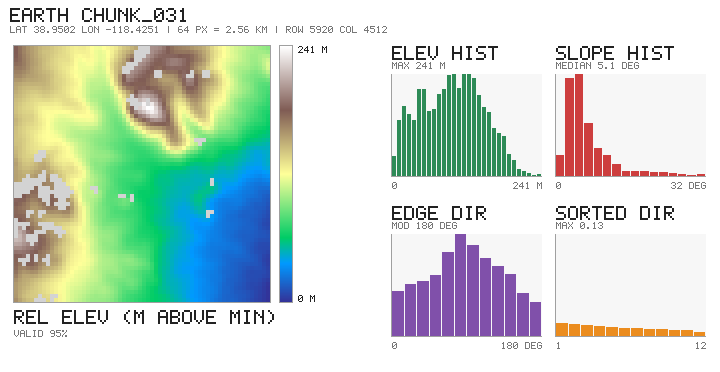 EARTH CHUNK_031
LAT 38.9502 LON -118.4251 | 64 PX = 2.56 KM | ROW 5920 COL 4512
241 M
0 M
REL ELEV (M ABOVE MIN)
VALID 95%
ELEV HIST
MAX 241 M
0 241 M
SLOPE HIST
MEDIAN 5.1 DEG
0 32 DEG
EDGE DIR
MOD 180 DEG
0 180 DEG
SORTED DIR
MAX 0.13
1 12